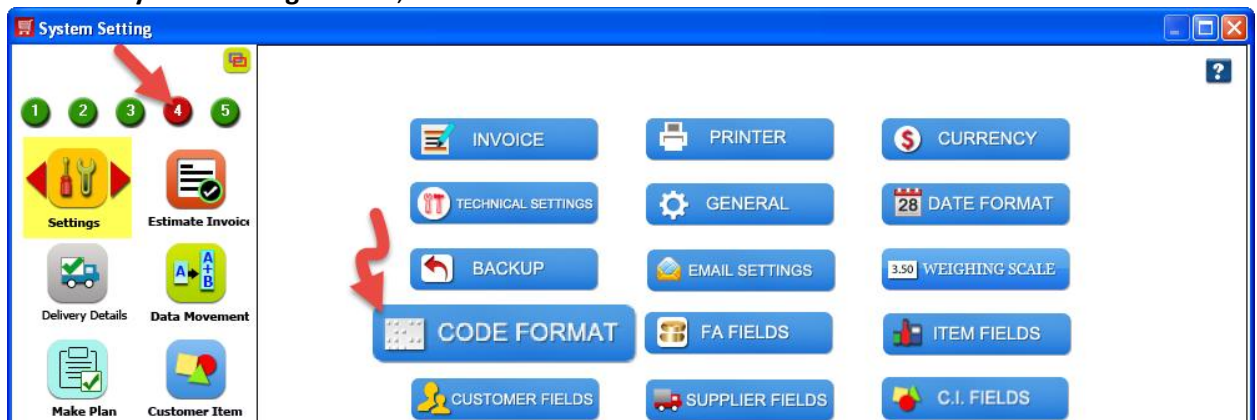 System Setting
1 2 3 4 5
INVOICE PRINTER CURRENCY
Settings Estimate Invoice
TECHNICAL SETTINGS GENERAL 28 DATE FORMAT
BACKUP EMAIL SETTINGS 3.50 WEIGHING SCALE
A A+B
Delivery Details Data Movement
CODE FORMAT FA FIELDS ITEM FIELDS
Make Plan Customer Item
CUSTOMER FIELDS SUPPLIER FIELDS C.I. FIELDS